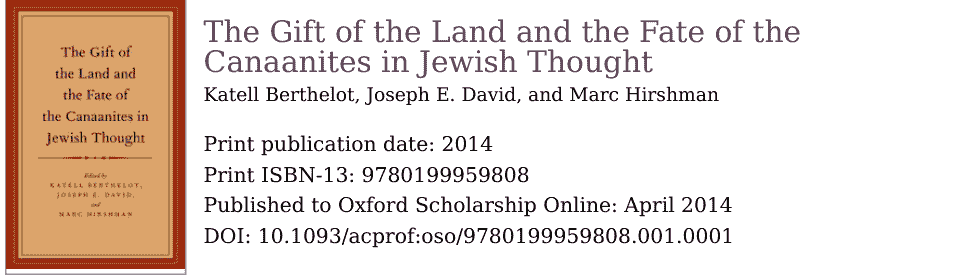 The Gift of
the Land and
the Fate of
the Canaanites in
Jewish Thought
Edited by
KATELL BERTHELOT,
JOSEPH E. DAVID,
and
MARC HIRSHMAN
The Gift of the Land and the Fate of the
Canaanites in Jewish Thought
Katell Berthelot, Joseph E. David, and Marc Hirshman
Print publication date: 2014
Print ISBN-13: 9780199959808
Published to Oxford Scholarship Online: April 2014
DOI: 10.1093/acprof:oso/9780199959808.001.0001